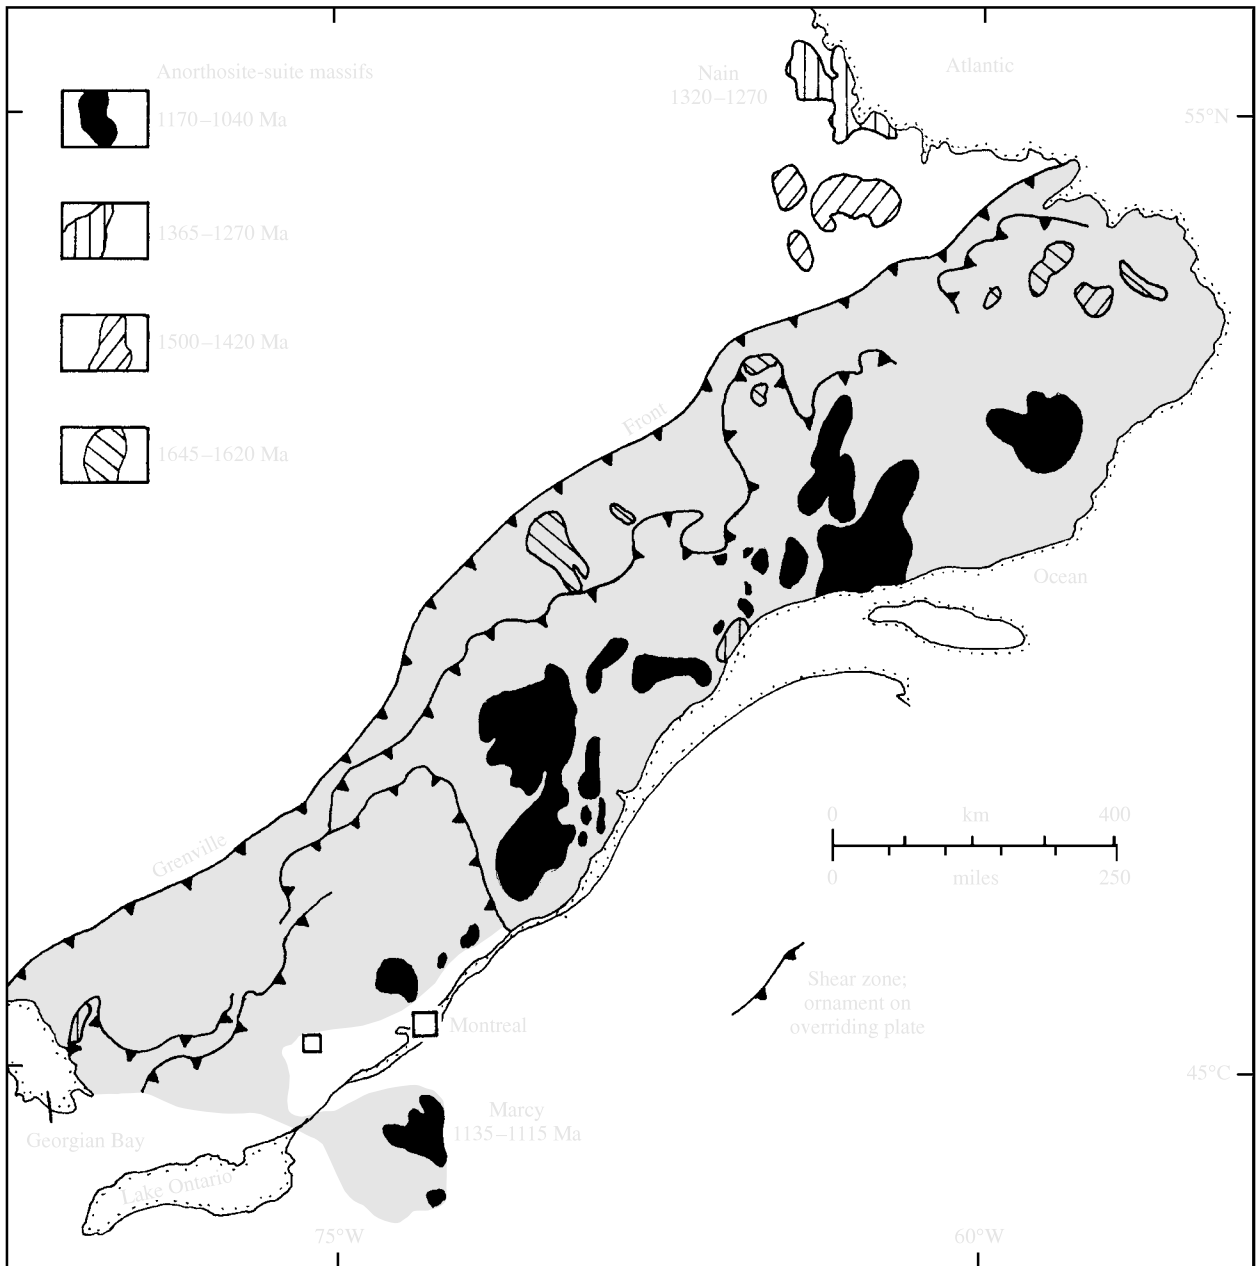 Anorthosite-suite massifs
1170–1040 Ma
1365–1270 Ma
1500–1420 Ma
1645–1620 Ma
Nain
1320–1270
Atlantic
55°N
Front
Ocean
Grenville
0 km 400
0 miles 250
Shear zone;
ornament on
overriding plate
Montreal
45°C
Marcy
1135–1115 Ma
Georgian Bay
Lake Ontario
75°W
60°W